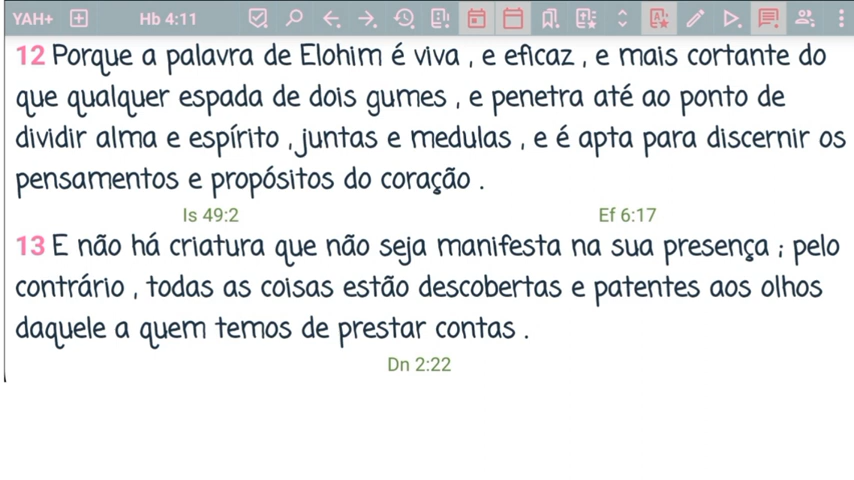 YAH+ Hb 4:11
12 Porque a palavra de Elohim é viva , e eficaz , e mais cortante do
que qualquer espada de dois gumes , e penetra até ao ponto de
dividir alma e espírito , juntas e medulas , e é apta para discernir os
pensamentos e propósitos do coração .
Is 49:2 Ef 6:17
13 E não há criatura que não seja manifesta na sua presença ; pelo
contrário , todas as coisas estão descobertas e patentes aos olhos
daquele a quem temos de prestar contas .
Dn 2:22